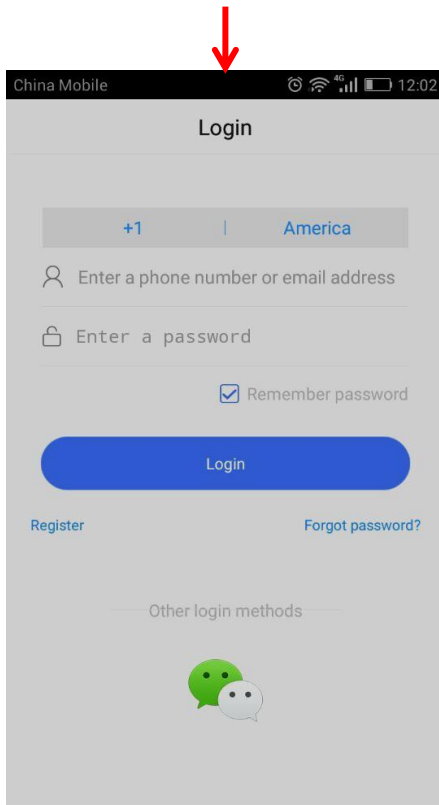 China Mobile 4G 12:02
Login
+1 | America
Enter a phone number or email address
Enter a password
Remember password
Login
Register Forgot password?
Other login methods